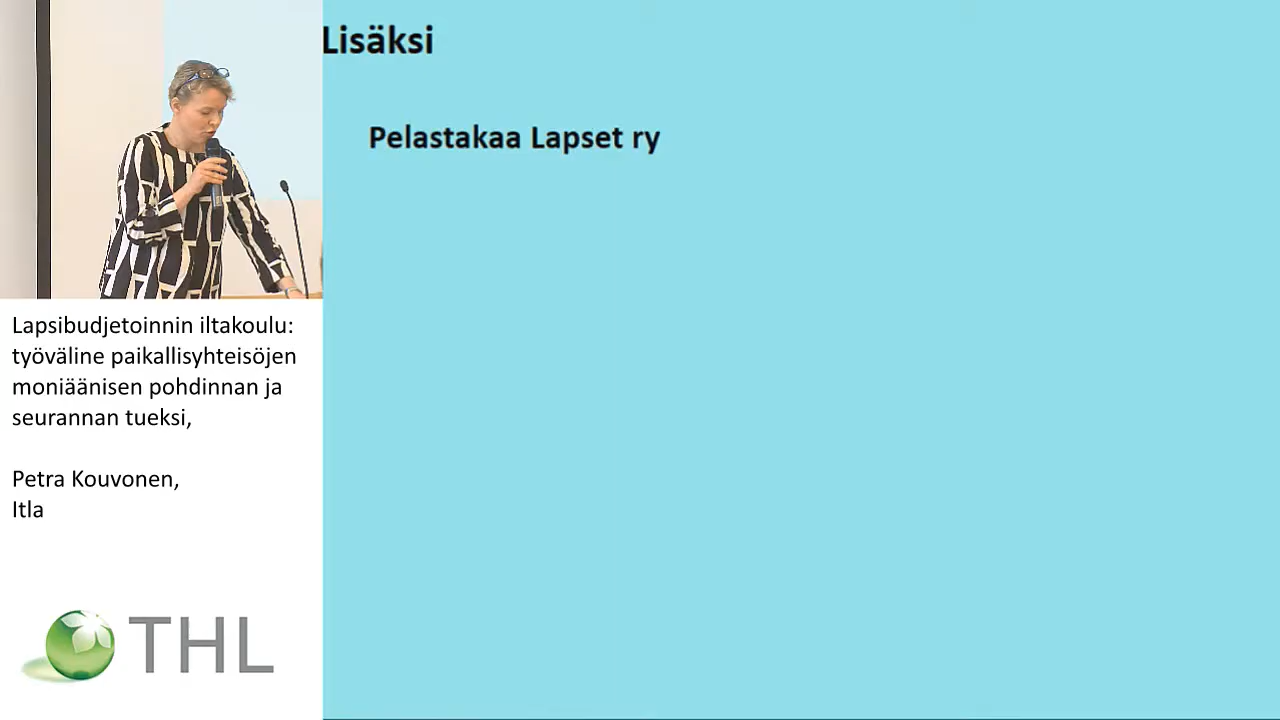 Lisäksi
Pelastakaa Lapset ry
Lapsibudjetoinnin iltakoulu:
työväline paikallisyhteisöjen
moniäänisen pohdinnan ja
seurannan tueksi,
Petra Kouvonen,
Itla
THL